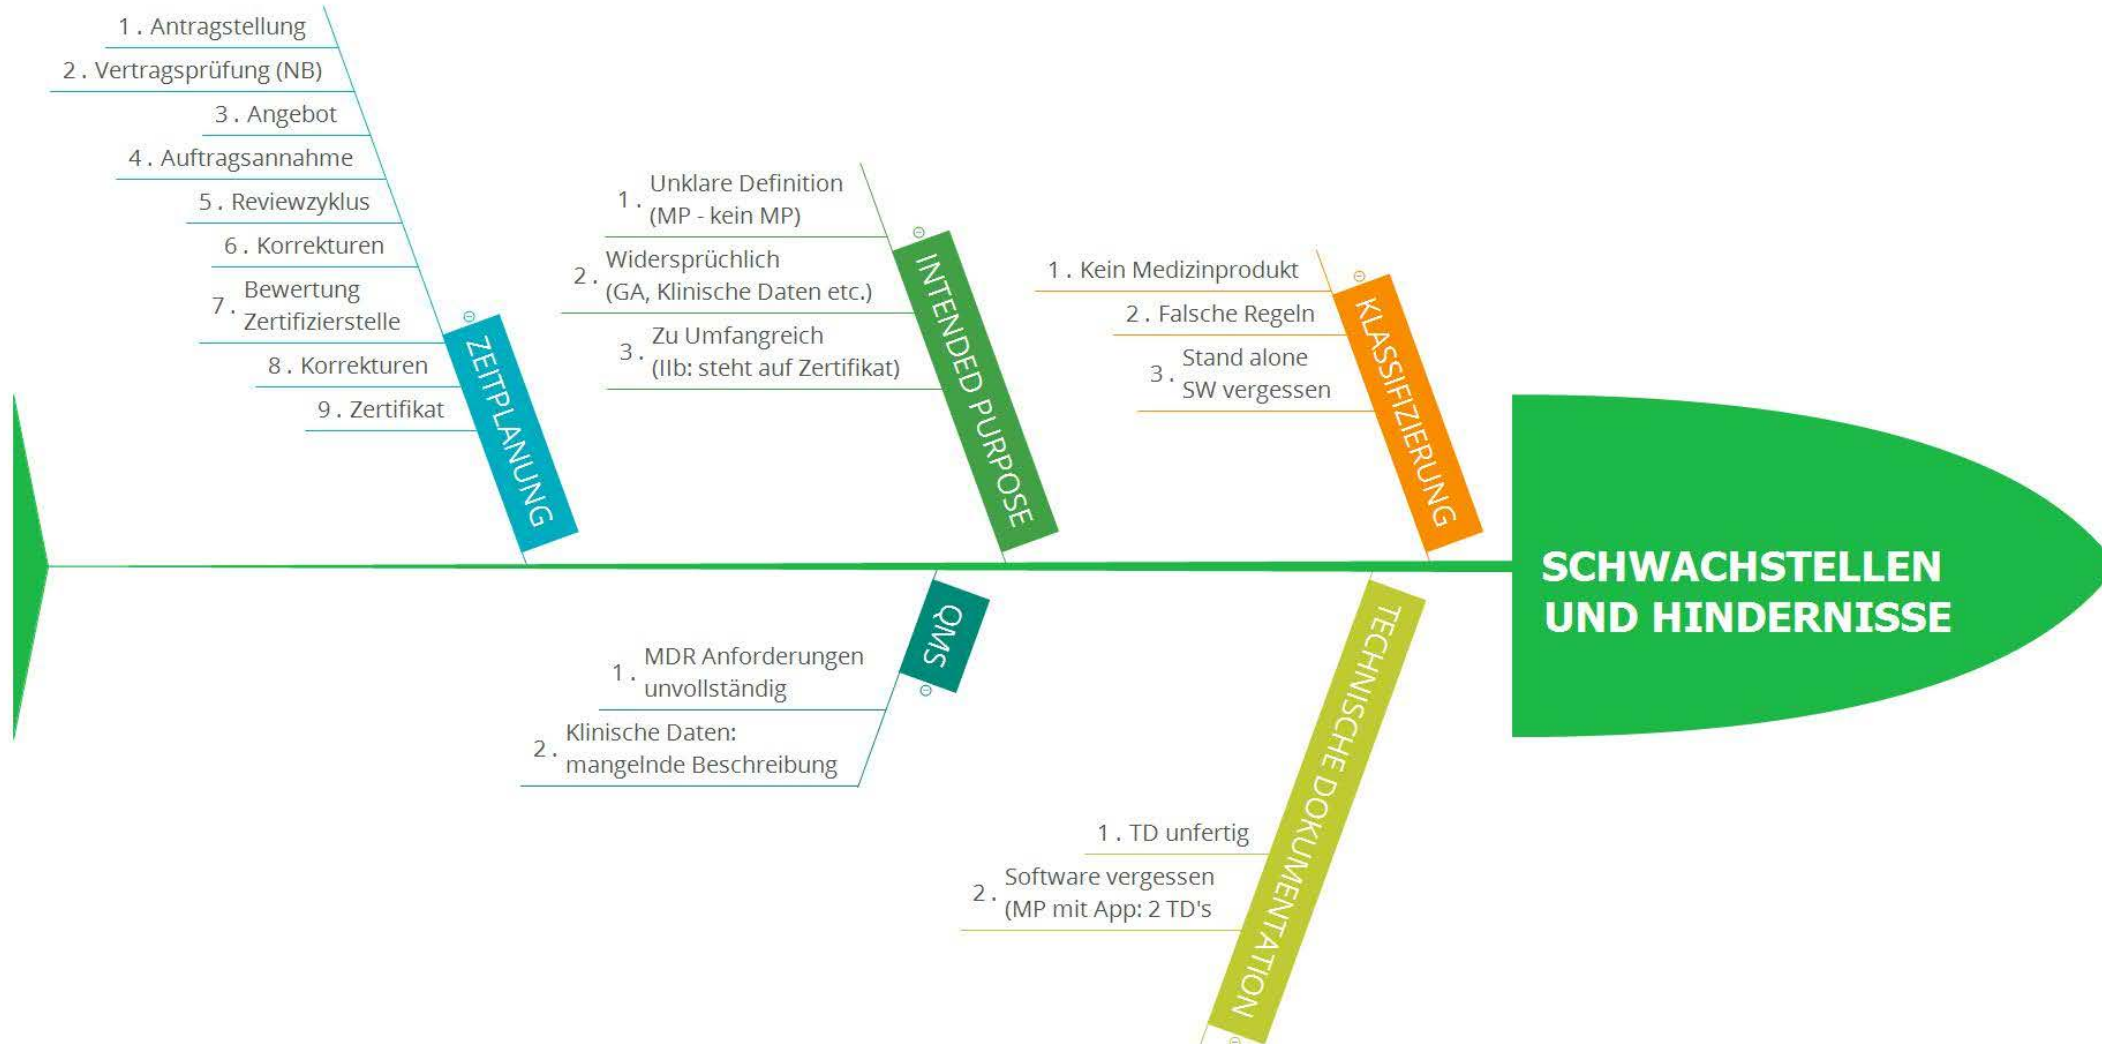 1. Antragstellung
2. Vertragsprüfung (NB)
3. Angebot
4. Auftragsannahme
5. Reviewzyklus
6. Korrekturen
7. Bewertung
Zertifizierstelle
8. Korrekturen
9. Zertifikat
ZEITPLANUNG
1. Unklare Definition
(MP - kein MP)
2. Widersprüchlich
(GA, Klinische Daten etc.)
3. Zu Umfangreich
(IIb: steht auf Zertifikat)
INTENDED PURPOSE
1. Kein Medizinprodukt
2. Falsche Regeln
3. Stand alone
SW vergessen
KLASSIFIZIERUNG
SCHWACHSTELLEN
UND HINDERNISSE
QMS
1. MDR Anforderungen
unvollständig
2. Klinische Daten:
mangelnde Beschreibung
TECHNISCHE DOKUMENTATION
1. TD unfertig
2. Software vergessen
(MP mit App: 2 TD's